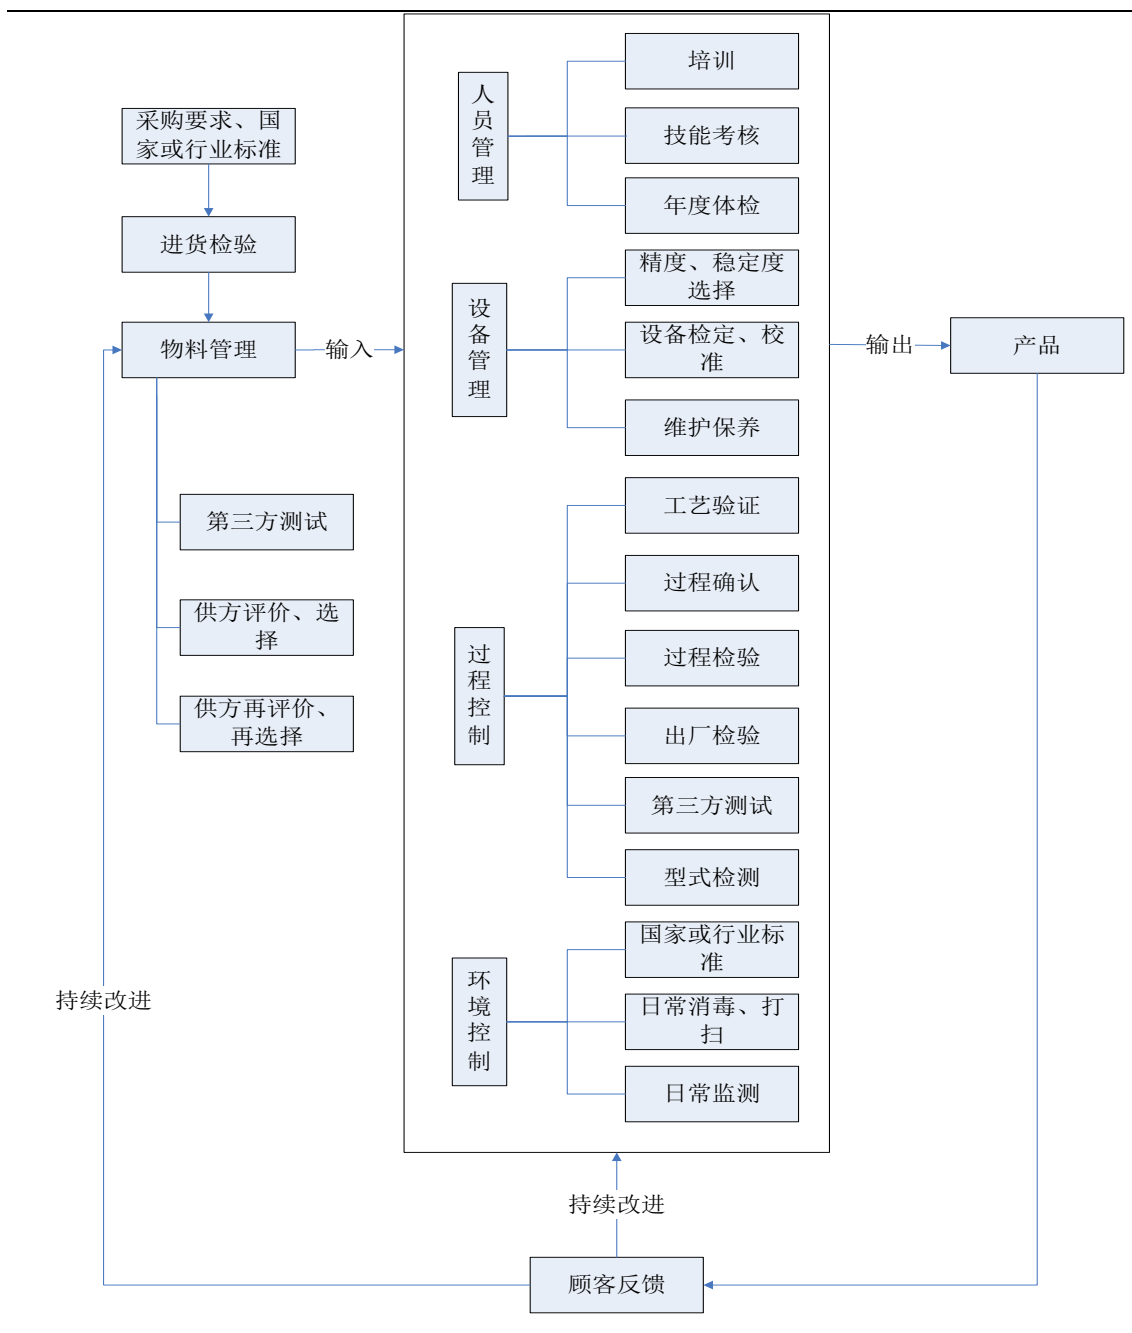 采购要求、国
家或行业标准
进货检验
物料管理
第三方测试
供方评价、选
择
供方再评价、
再选择
输入
人
员
管
理
培训
技能考核
年度体检
设
备
管
理
精度、稳定度
选择
设备检定、校
准
维护保养
过
程
控
制
工艺验证
过程确认
过程检验
出厂检验
第三方测试
型式检测
环
境
控
制
国家或行业标
准
日常消毒、打
扫
日常监测
输出
产品
持续改进
持续改进
顾客反馈